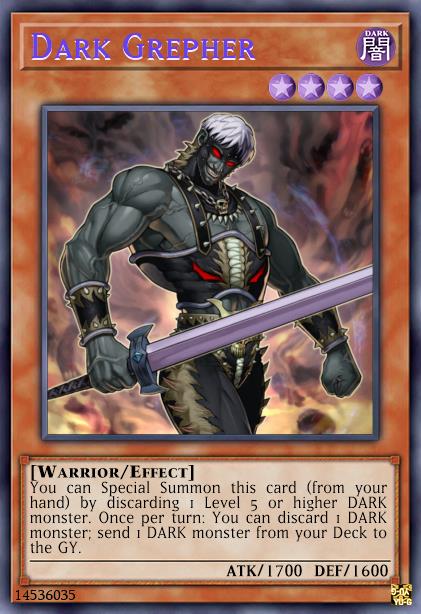 Dark Grepher
DARK
闇
[Warrior/Effect]
You can Special Summon this card (from your
hand) by discarding 1 Level 5 or higher DARK
monster. Once per turn: You can discard 1 DARK
monster; send 1 DARK monster from your Deck to
the GY.
ATK/1700 DEF/1600
14536035